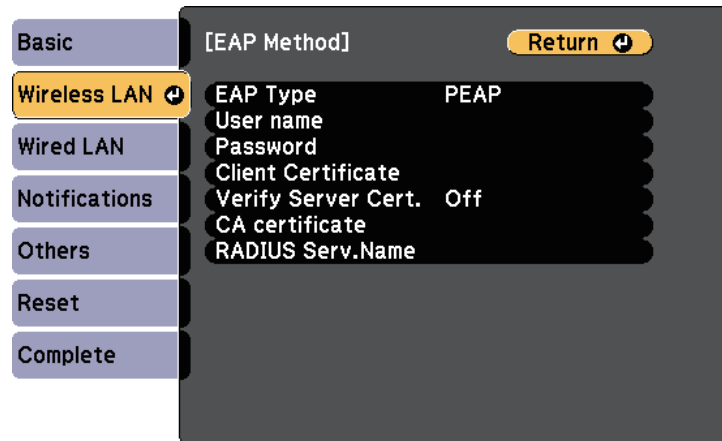 Basic
Wireless LAN
Wired LAN
Notifications
Others
Reset
Complete
[EAP Method]
Return
EAP Type PEAP
User name
Password
Client Certificate
Verify Server Cert. Off
CA certificate
RADIUS Serv.Name